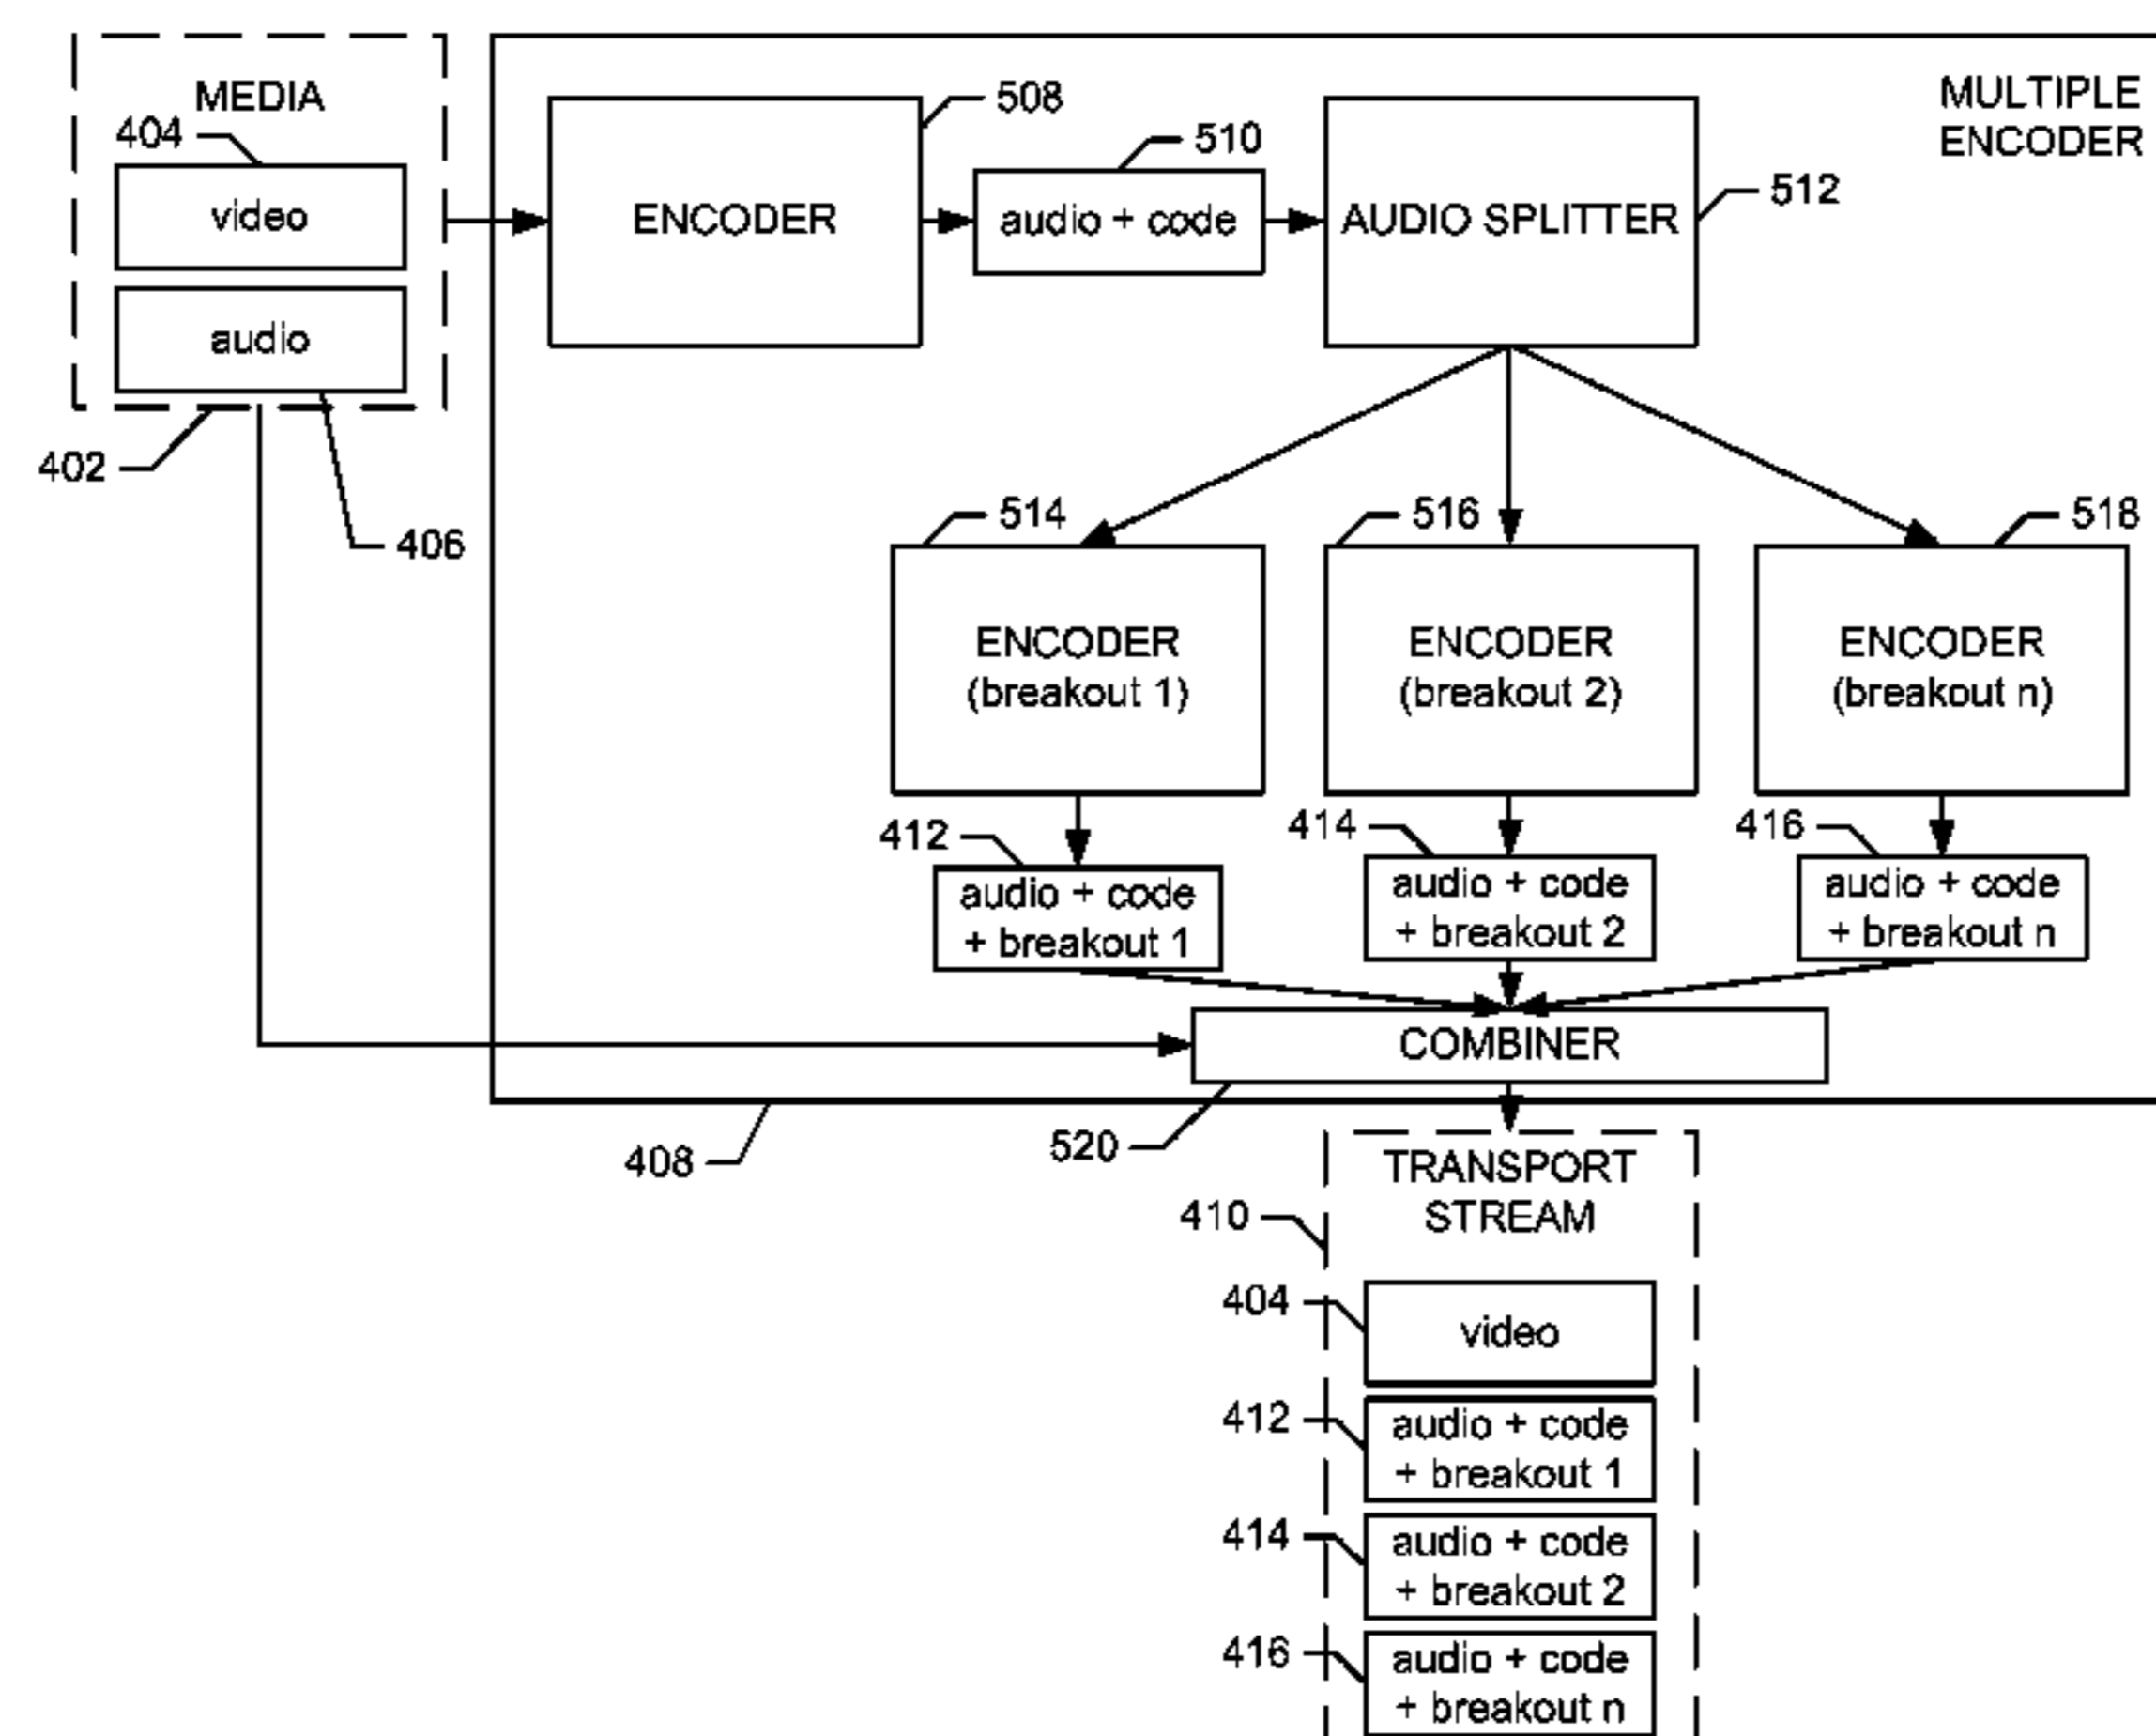 MEDIA
404
video
audio
402
406
MULTIPLE
ENCODER
508
ENCODER
510
audio + code
AUDIO SPLITTER
512
514
ENCODER
(breakout 1)
516
ENCODER
(breakout 2)
518
ENCODER
(breakout n)
412
audio + code
+ breakout 1
414
audio + code
+ breakout 2
416
audio + code
+ breakout n
COMBINER
408
520
TRANSPORT
STREAM
410
404
video
412
audio + code
+ breakout 1
414
audio + code
+ breakout 2
416
audio + code
+ breakout n